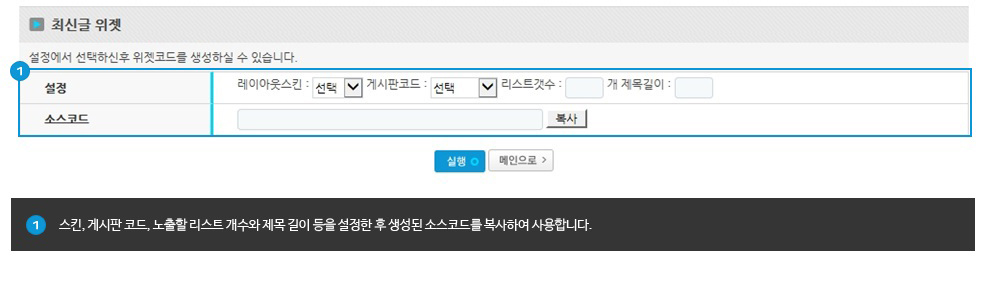 최신글 위젯
설정에서 선택하신후 위젯코드를 생성하실 수 있습니다.
1
설정 레이아웃스킨 : 선택 게시판코드 : 선택 리스트갯수 : 개 제목길이 :
소스코드 복사
실행 메인으로 >
1 스킨, 게시판 코드, 노출할 리스트 개수와 제목 길이 등을 설정한 후 생성된 소스코드를 복사하여 사용합니다.